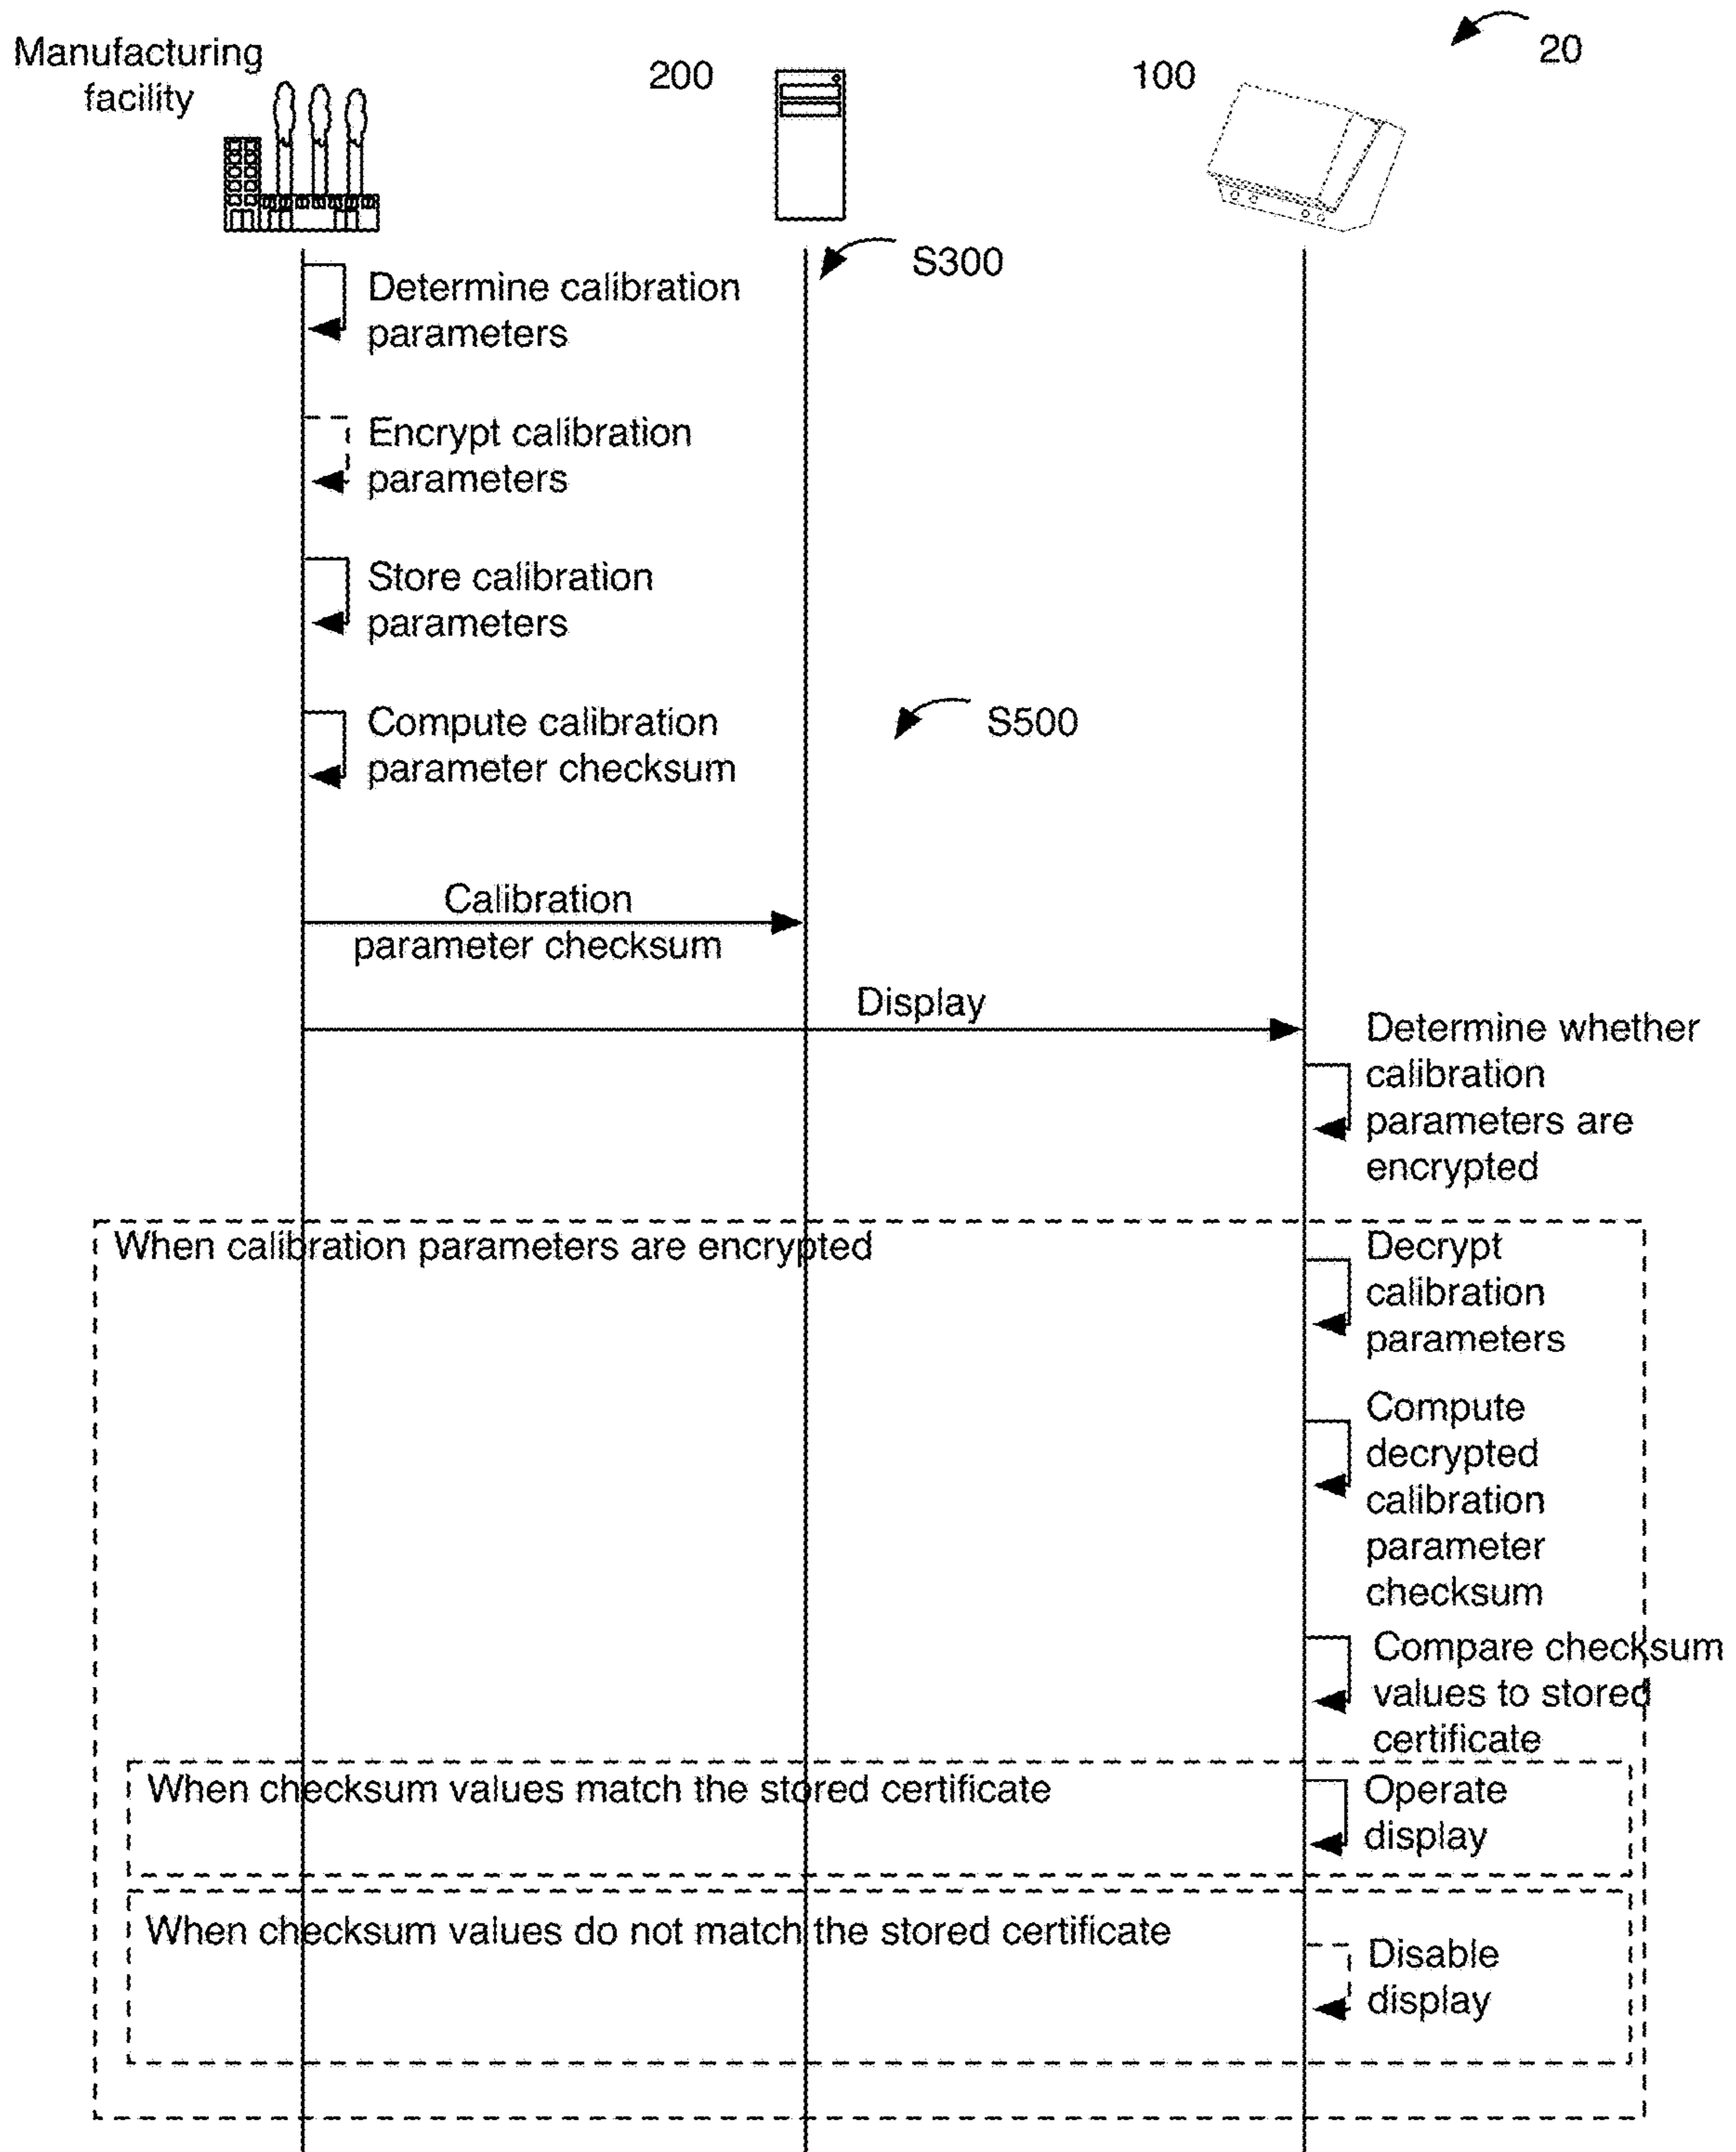 Manufacturing
facility
200
100
20
S300
Determine calibration
parameters
Encrypt calibration
parameters
Store calibration
parameters
Compute calibration
parameter checksum
S500
Calibration
parameter checksum
Display
Determine whether
calibration
parameters are
encrypted
When calibration parameters are encrypted
Decrypt
calibration
parameters
Compute
decrypted
calibration
parameter
checksum
Compare checksum
values to stored
certificate
When checksum values match the stored certificate
Operate
display
When checksum values do not match the stored certificate
Disable
display